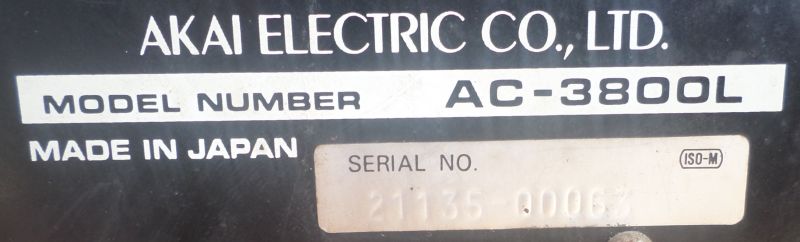 AKAI ELECTRIC CO., LTD.
MODEL NUMBER AC-3800L
MADE IN JAPAN
SERIAL NO. ISO-M